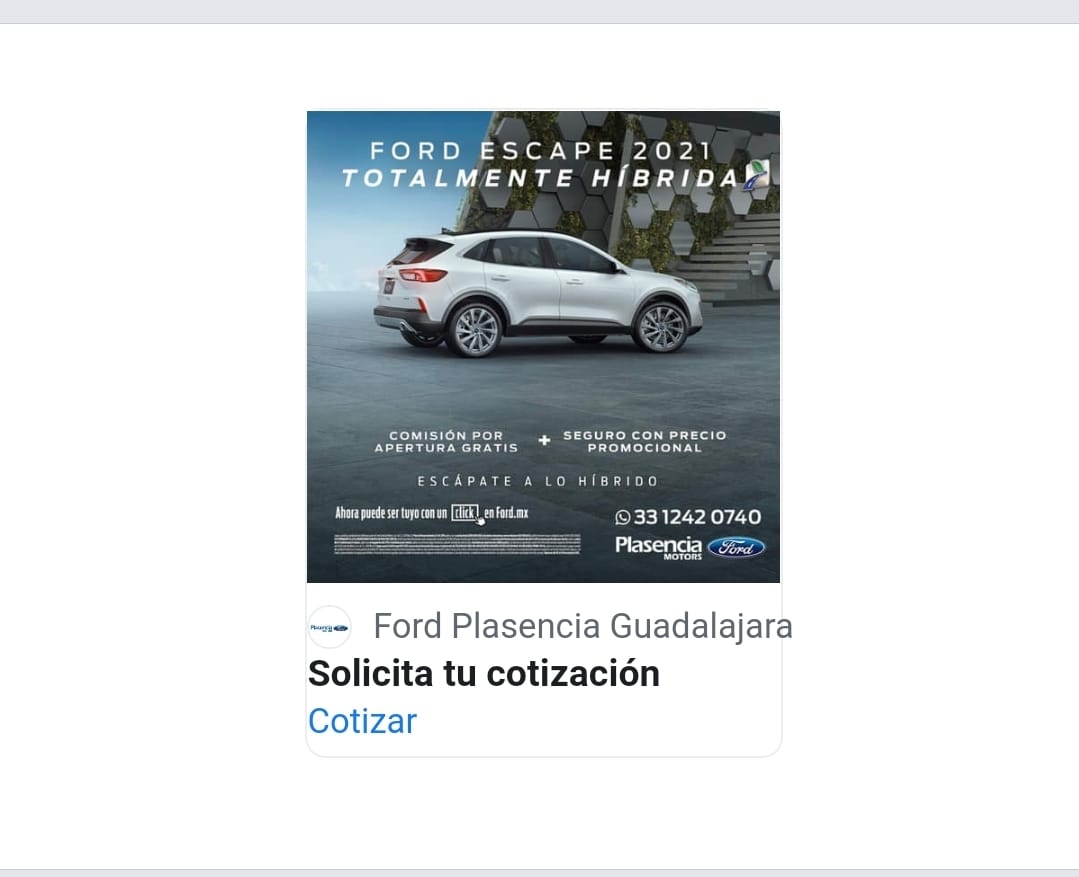 FORD ESCAPE 2021
TOTALMENTE HÍBRIDA
COMISIÓN POR
APERTURA GRATIS
+
SEGURO CON PRECIO
PROMOCIONAL
ESCÁPATE A LO HÍBRIDO
Ahora puede ser tuyo con un click en Ford.mx
33 1242 0740
Plasencia
MOTORS
Ford
Ford Plasencia Guadalajara
Solicita tu cotización
Cotizar